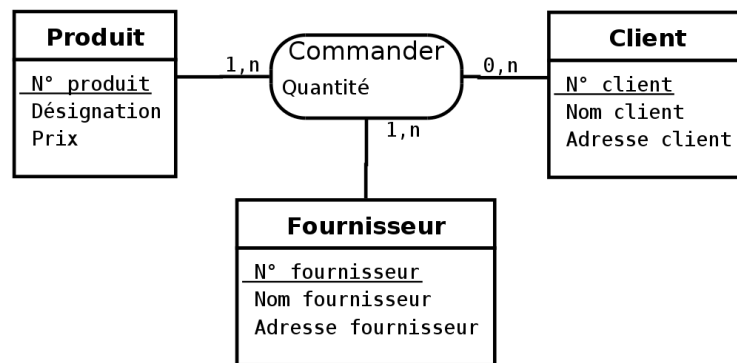 Produit
N° produit
Désignation
Prix
1,n
Commander
Quantité
0,n
Client
N° client
Nom client
Adresse client
1,n
Fournisseur
N° fournisseur
Nom fournisseur
Adresse fournisseur